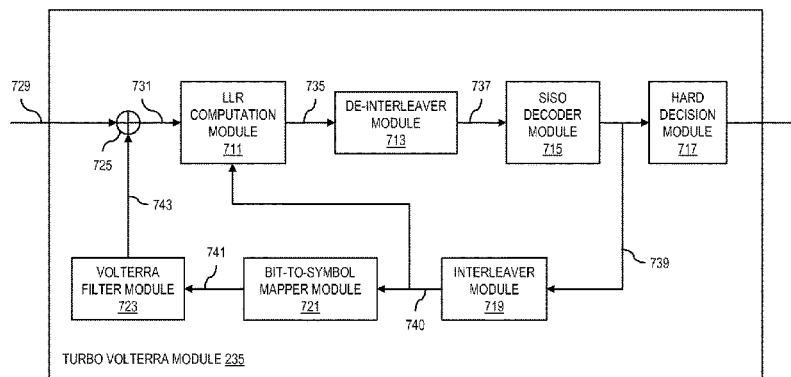 729
731
LLR
COMPUTATION
MODULE
711
735
DE-INTERLEAVER
MODULE
713
737
SISO
DECODER
MODULE
715
HARD
DECISION
MODULE
717
725
743
739
VOLTERRA
FILTER MODULE
723
741
BIT-TO-SYMBOL
MAPPER MODULE
721
740
INTERLEAVER
MODULE
719
TURBO VOLTERRA MODULE 235